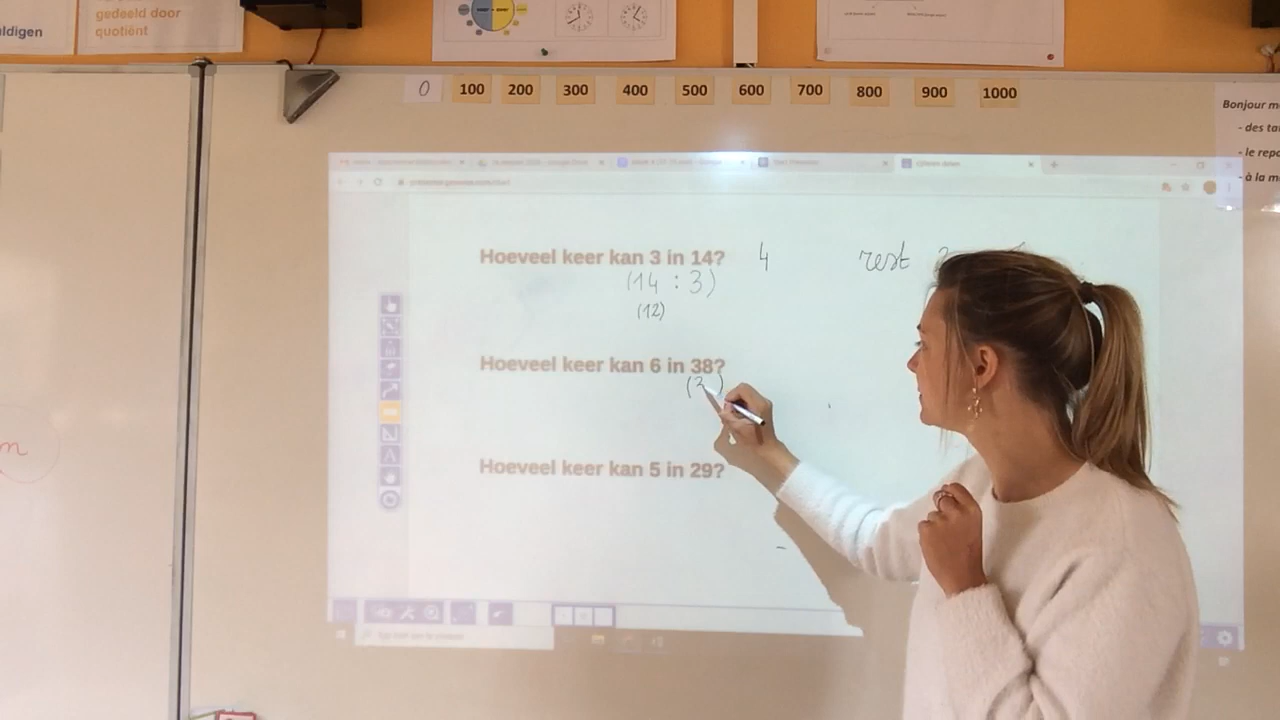 gedeeld door
quotiënt
ldigen
0 100 200 300 400 500 600 700 800 900 1000
Bonjour m
- des ta
- le repo
- à la m
Hoeveel keer kan 3 in 14? 4 rest
(14 : 3)
(12)
Hoeveel keer kan 6 in 38?
(3 )
Hoeveel keer kan 5 in 29?
m